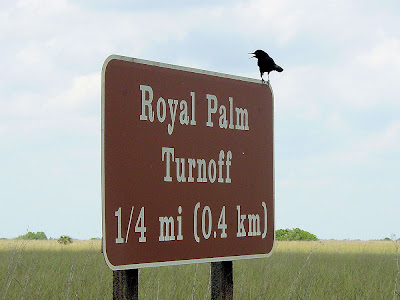 Royal Palm
Turnoff
1/4 mi (0.4 km)